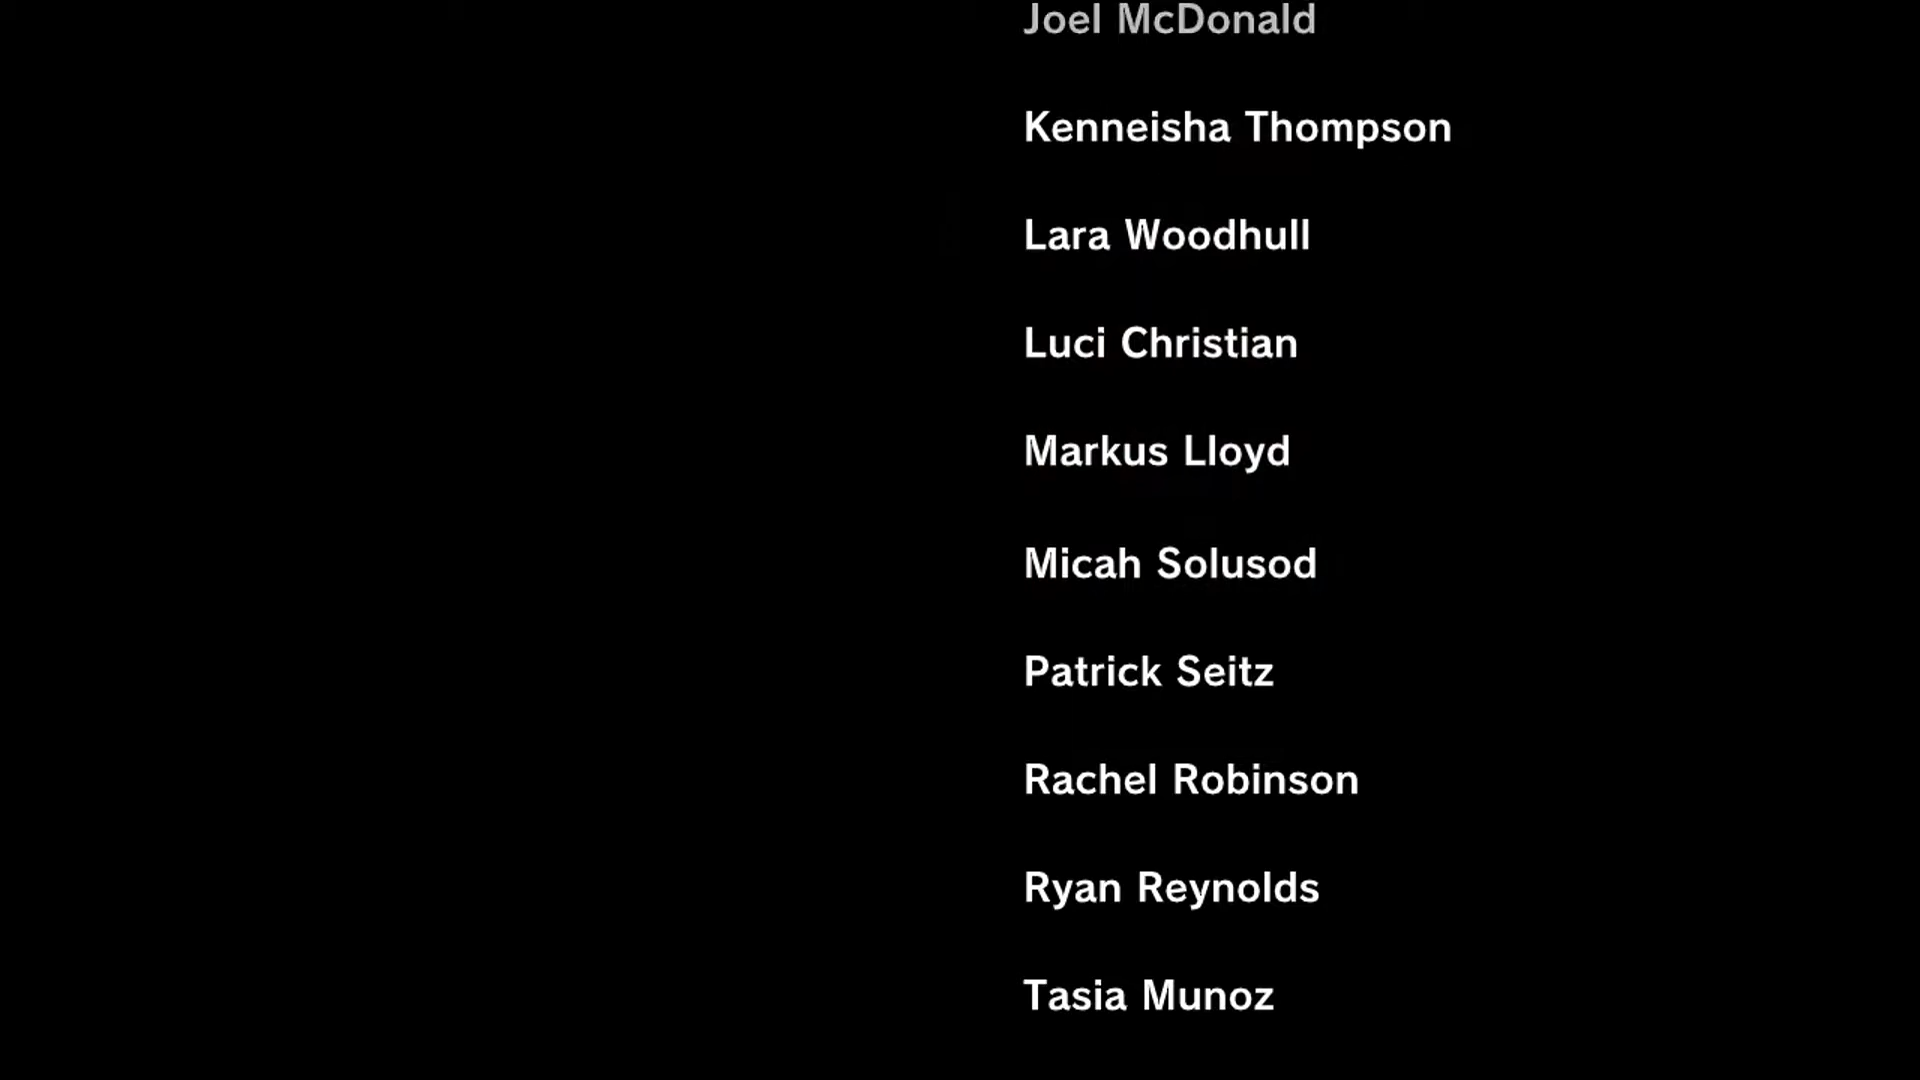 Joel McDonald
Kenneisha Thompson
Lara Woodhull
Luci Christian
Markus Lloyd
Micah Solusod
Patrick Seitz
Rachel Robinson
Ryan Reynolds
Tasia Munoz